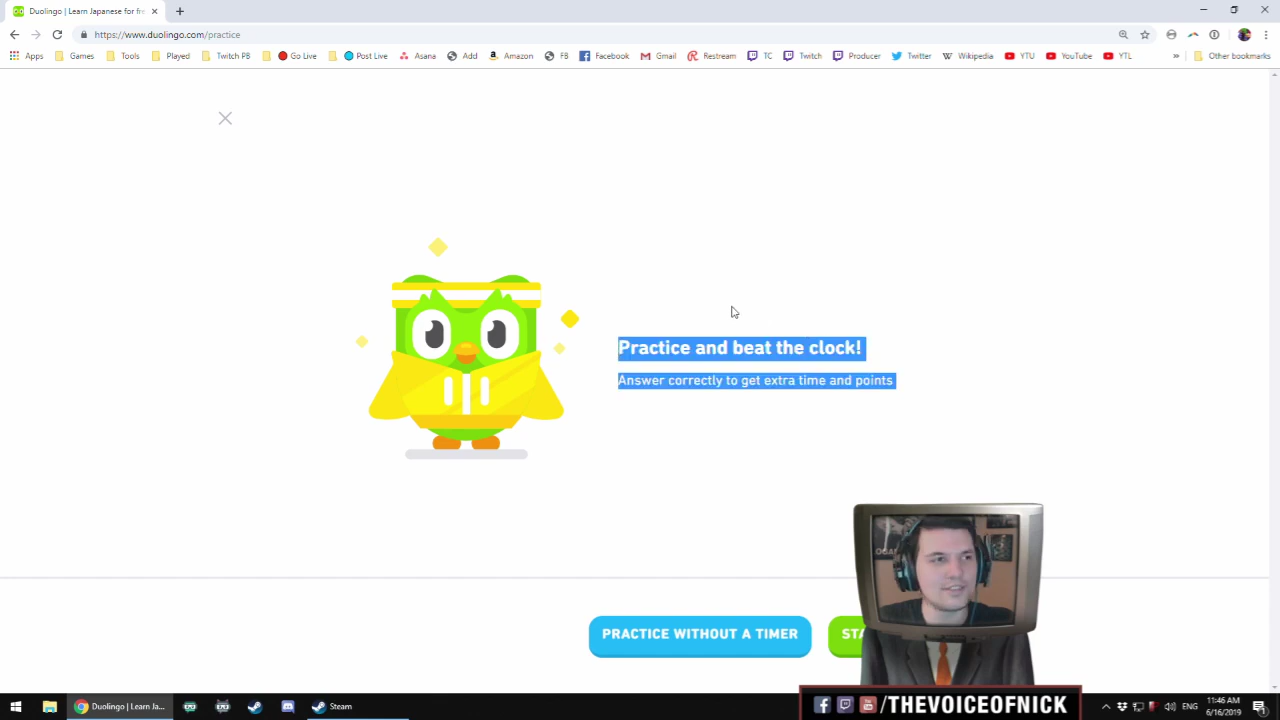 Duolingo | Learn Japanese for fre
https://www.duolingo.com/practice
Apps Games Tools Played Twitch PB Go Live Post Live Asana Add Amazon FB Facebook Gmail Restream TC Twitch Producer Twitter Wikipedia YTU YouTube YTL » Other bookmarks
Practice and beat the clock!
Answer correctly to get extra time and points
PRACTICE WITHOUT A TIMER
STA
/THEVOICEOFNICK
Duolingo | Learn Ja...
Steam
ENG
11:46 AM
6/16/2019